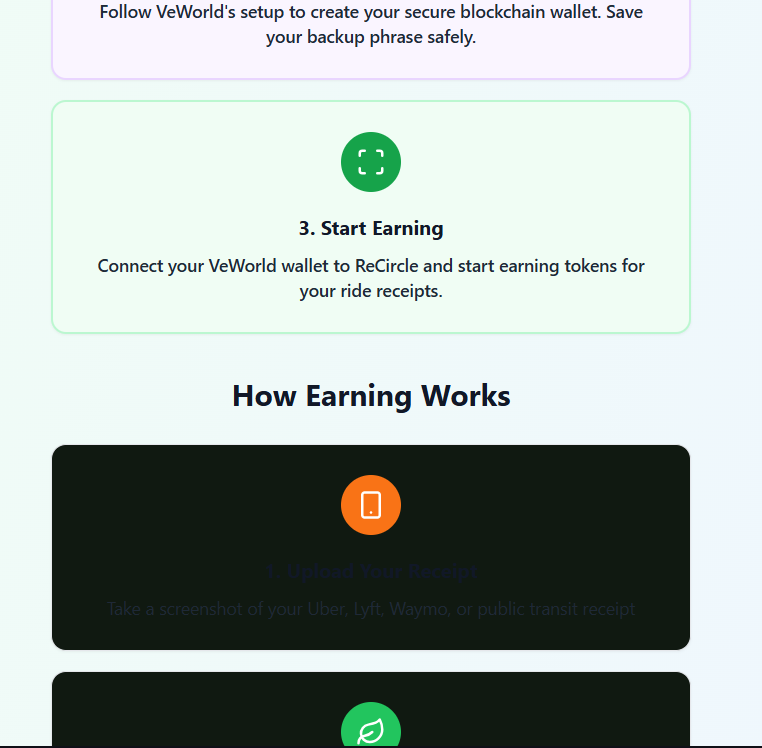 Follow VeWorld's setup to create your secure blockchain wallet. Save
your backup phrase safely.
3. Start Earning
Connect your VeWorld wallet to ReCircle and start earning tokens for
your ride receipts.
How Earning Works
1. Upload Your Receipt
Take a screenshot of your Uber, Lyft, Waymo, or public transit receipt